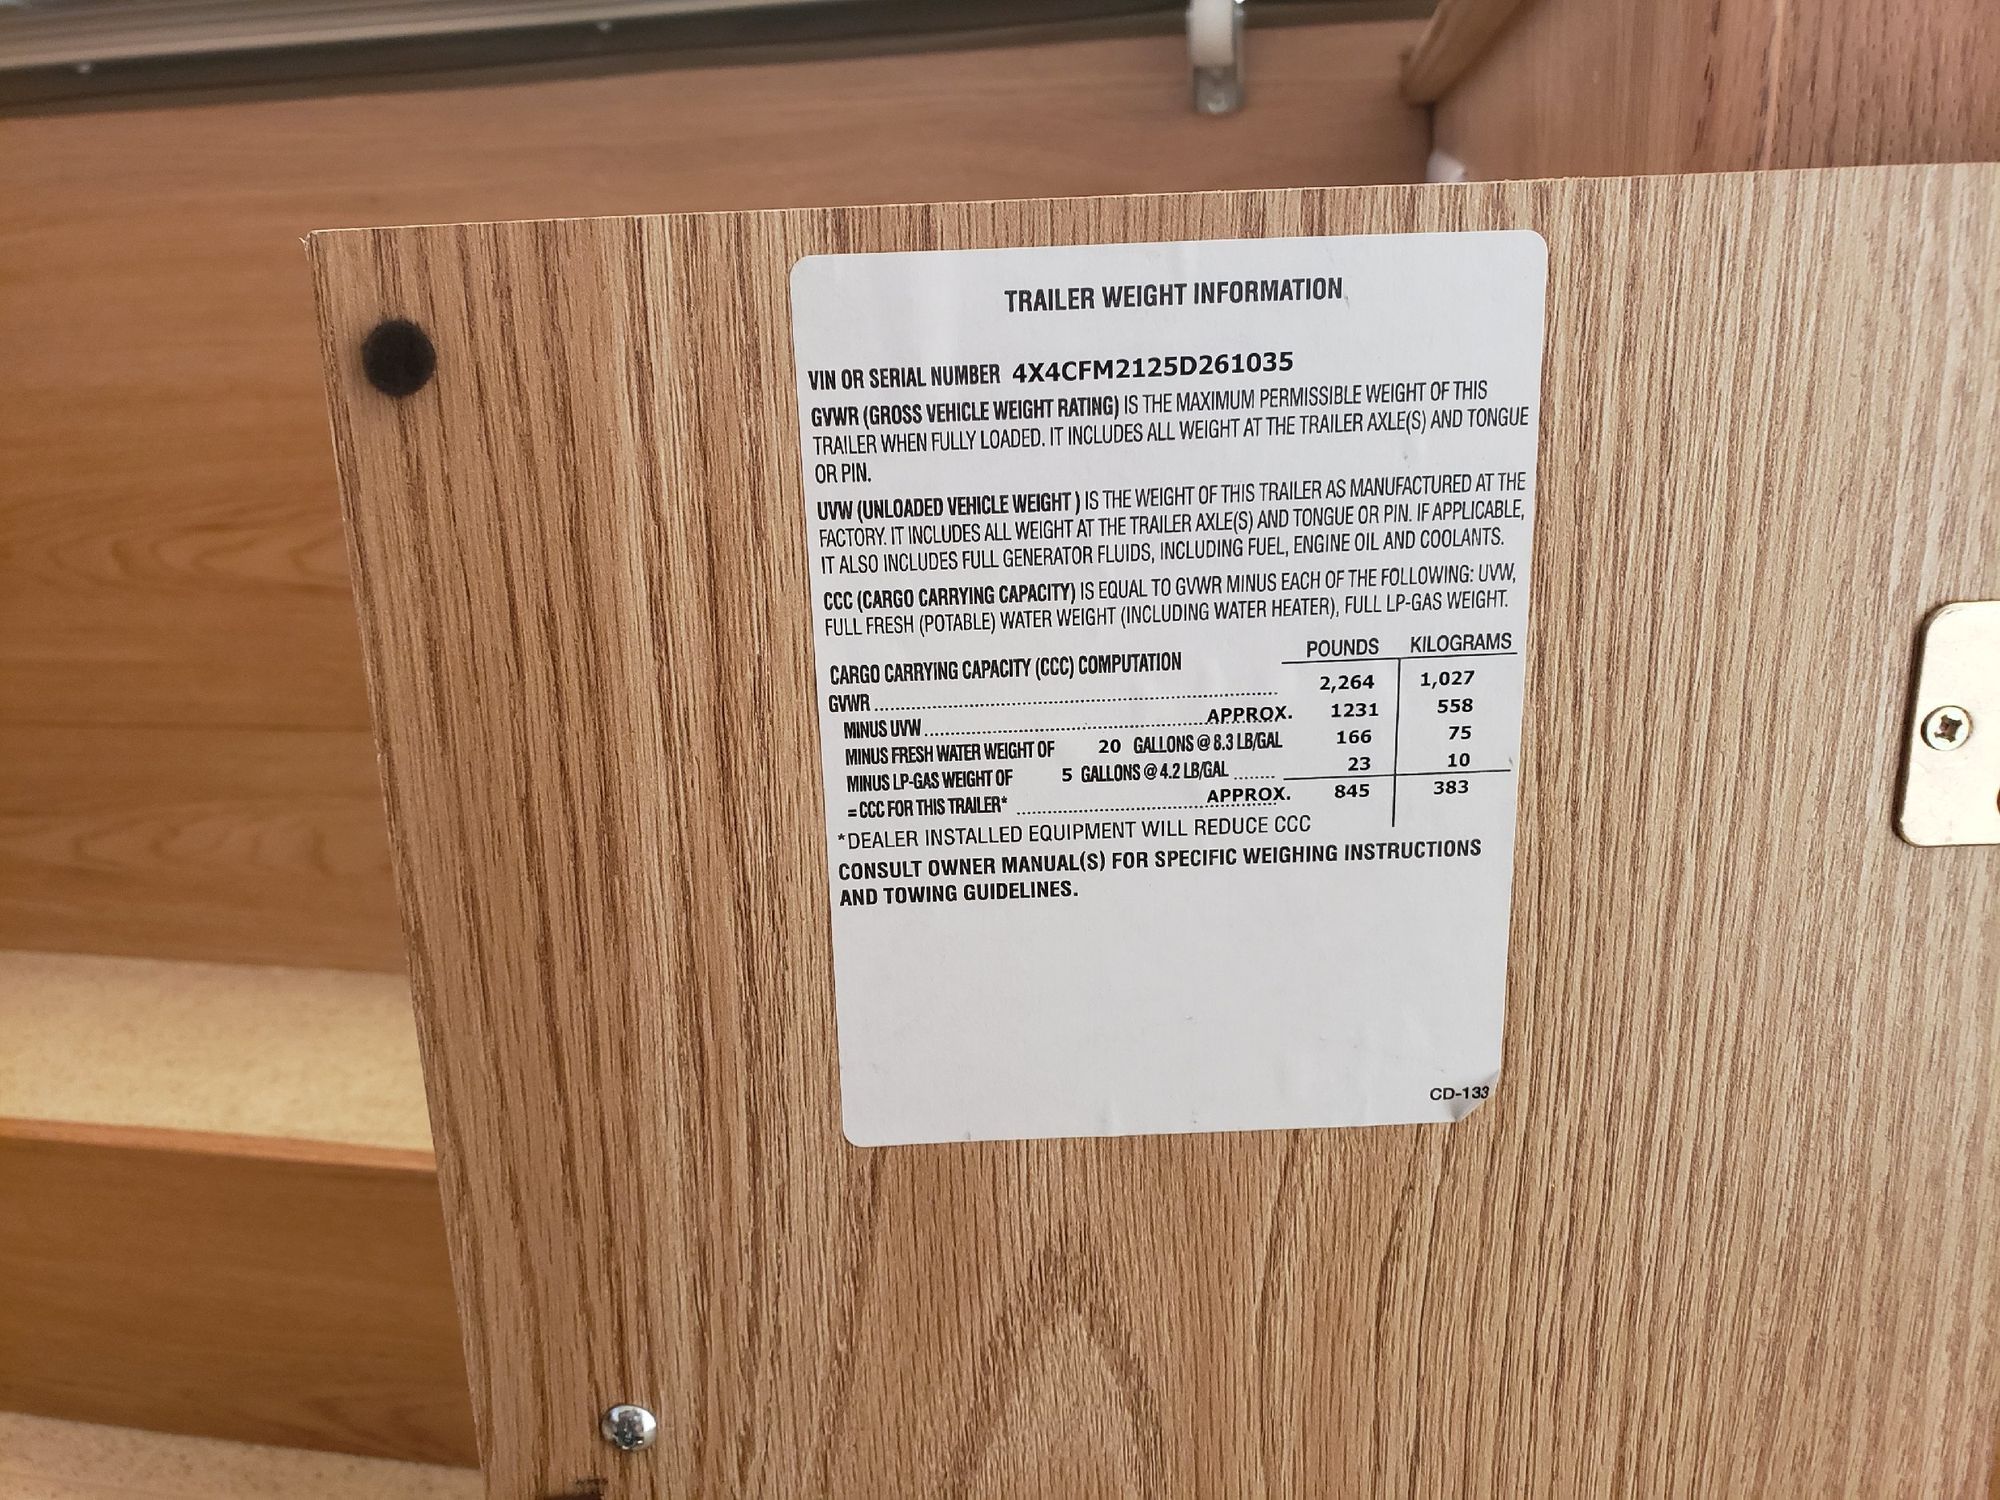 TRAILER WEIGHT INFORMATION
VIN OR SERIAL NUMBER 4X4CFM2125D261035
GVWR (GROSS VEHICLE WEIGHT RATING) IS THE MAXIMUM PERMISSIBLE WEIGHT OF THIS
TRAILER WHEN FULLY LOADED. IT INCLUDES ALL WEIGHT AT THE TRAILER AXLE(S) AND TONGUE
OR PIN.
UVW (UNLOADED VEHICLE WEIGHT ) IS THE WEIGHT OF THIS TRAILER AS MANUFACTURED AT THE
FACTORY. IT INCLUDES ALL WEIGHT AT THE TRAILER AXLE(S) AND TONGUE OR PIN. IF APPLICABLE,
IT ALSO INCLUDES FULL GENERATOR FLUIDS, INCLUDING FUEL, ENGINE OIL AND COOLANTS.
CCC (CARGO CARRYING CAPACITY) IS EQUAL TO GVWR MINUS EACH OF THE FOLLOWING: UVW,
FULL FRESH (POTABLE) WATER WEIGHT (INCLUDING WATER HEATER), FULL LP-GAS WEIGHT.
CARGO CARRYING CAPACITY (CCC) COMPUTATION POUNDS KILOGRAMS
GVWR 2,264 1,027
MINUS UVW APPROX. 1231 558
MINUS FRESH WATER WEIGHT OF 20 GALLONS @ 8.3 LB/GAL 166 75
MINUS LP-GAS WEIGHT OF 5 GALLONS @ 4.2 LB/GAL 23 10
= CCC FOR THIS TRAILER* APPROX. 845 383
*DEALER INSTALLED EQUIPMENT WILL REDUCE CCC
CONSULT OWNER MANUAL(S) FOR SPECIFIC WEIGHING INSTRUCTIONS
AND TOWING GUIDELINES.
CD-133